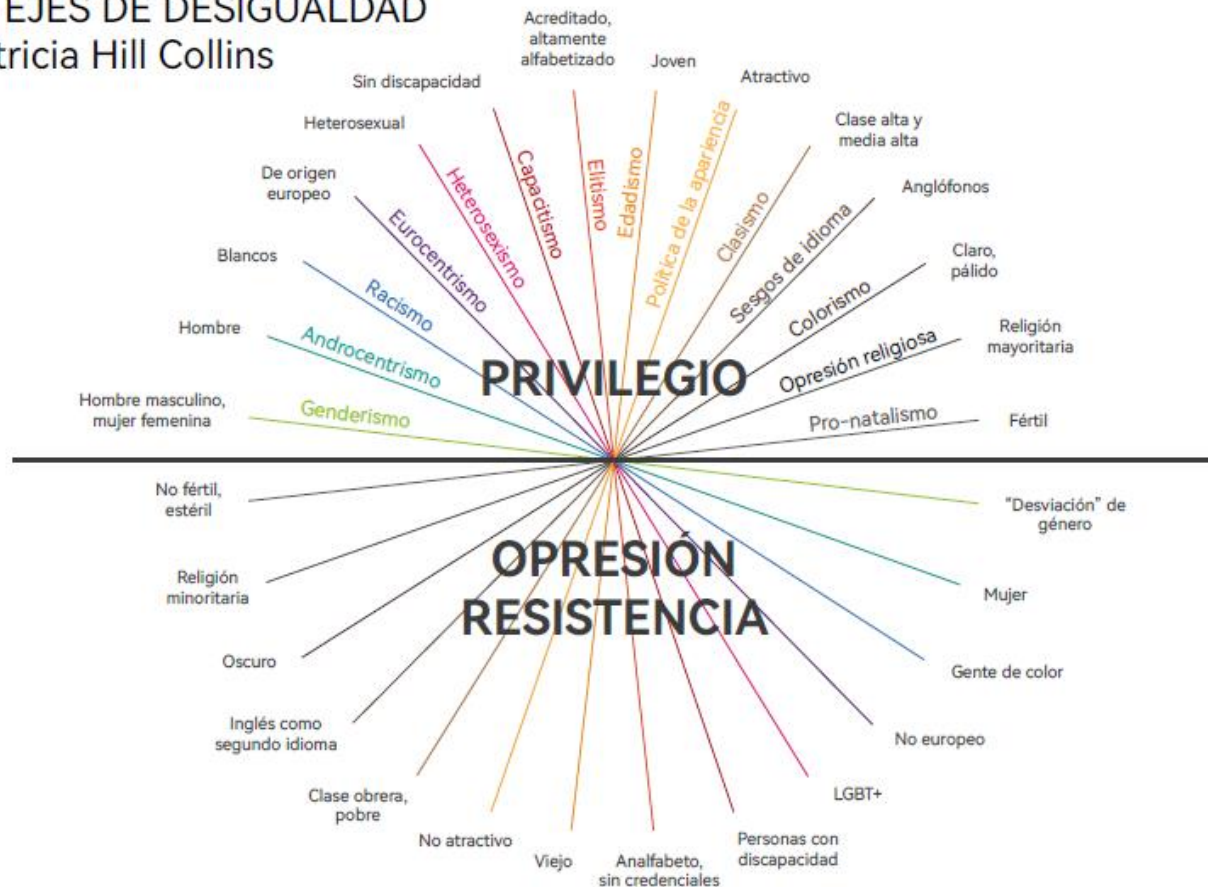 EJES DE DESIGUALDAD
tricia Hill Collins
Acreditado,
altamente
alfabetizado
Joven
Atractivo
Sin discapacidad
Heterosexual
Clase alta y
media alta
De origen
europeo
Anglófonos
Blancos
Claro,
pálido
Hombre
Religión
mayoritaria
Hombre masculino,
mujer femenina
Fértil
Genderismo
Androcentrismo
Racismo
Eurocentrismo
Heterosexismo
Capacitismo
Elitismo
Edadismo
Política de la apariencia
Clasismo
Sesgos de idioma
Colorismo
Opresión religiosa
Pro-natalismo
PRIVILEGIO
OPRESIÓN
RESISTENCIA
No fértil,
estéril
"Desviación" de
género
Religión
minoritaria
Mujer
Oscuro
Gente de color
Inglés como
segundo idioma
No europeo
Clase obrera,
pobre
LGBT+
No atractivo
Viejo
Analfabeto,
sin credenciales
Personas con
discapacidad